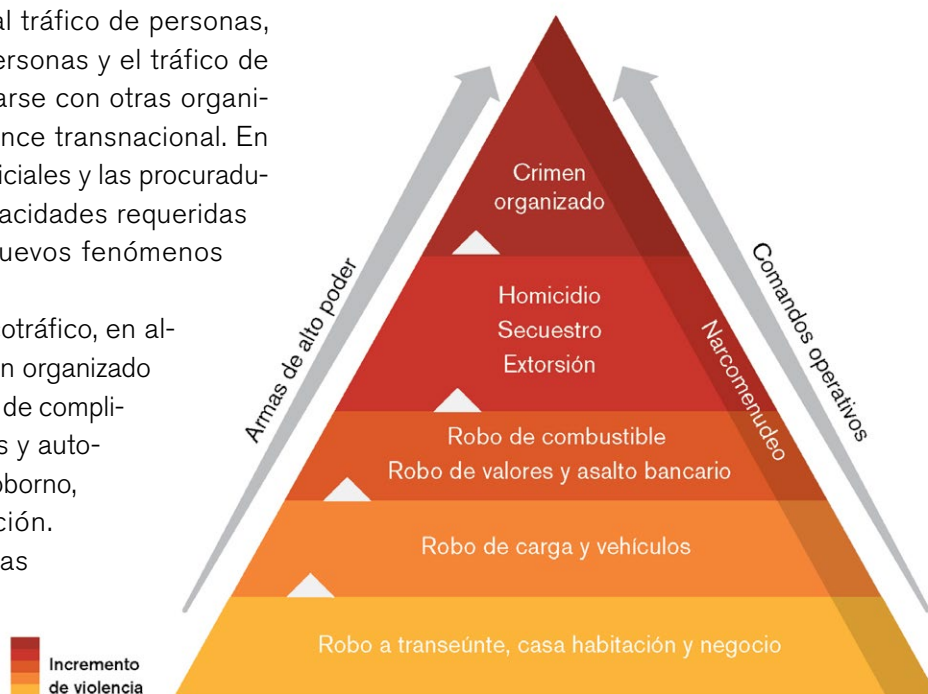 al tráfico de personas,
ersonas y el tráfico de
arse con otras organi-
ance transnacional. En
iciales y las procuradu-
pacidades requeridas
uevos fenómenos
otráfico, en al-
n organizado
de compli-
s y auto-
oborno,
ción.
as
Crimen
organizado
Homicidio
Secuestro
Extorsión
Robo de combustible
Robo de valores y asalto bancario
Robo de carga y vehículos
Robo a transeúnte, casa habitación y negocio
Armas de alto poder
Narcomenudeo
Comandos operativos
Incremento
de violencia